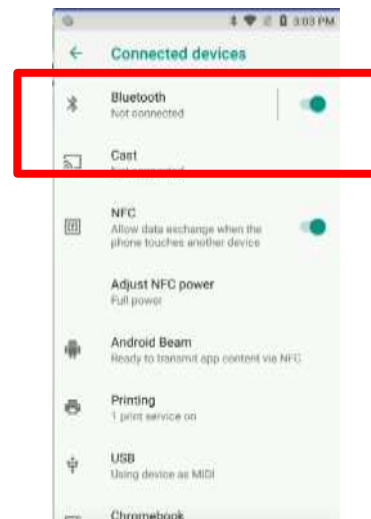 3:03 PM
Connected devices
Bluetooth
Not connected
Cast
Not connected
NFC
Allow data exchange when the
phone touches another device
Adjust NFC power
Full power
Android Beam
Ready to transmit app content via NFC
Printing
1 print service on
USB
Using device as MIDI
Chromebook